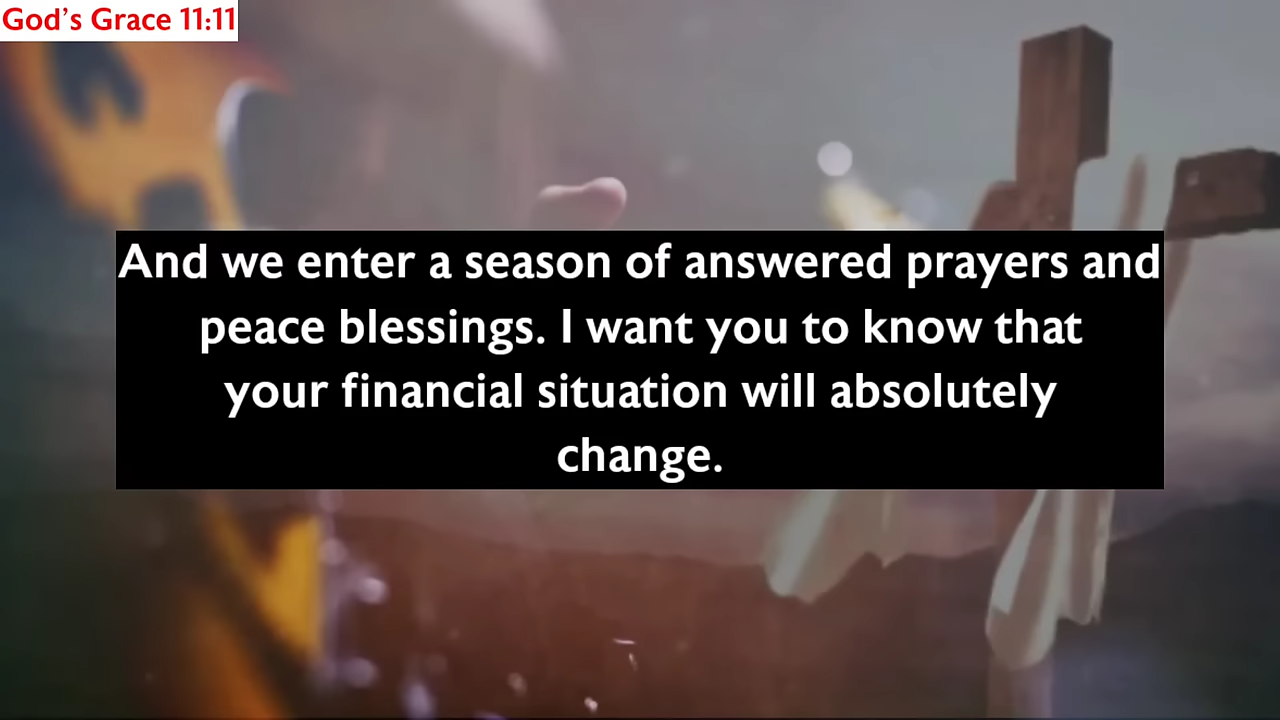 God's Grace 11:11
And we enter a season of answered prayers and
peace blessings. I want you to know that
your financial situation will absolutely
change.